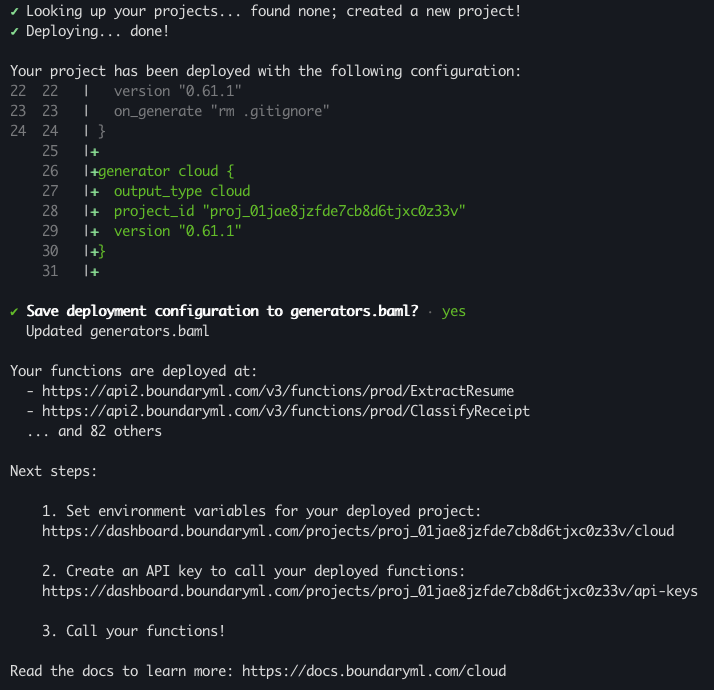 ✓ Looking up your projects... found none; created a new project!
✓ Deploying... done!
Your project has been deployed with the following configuration:
22 22 | version "0.61.1"
23 23 | on_generate "rm .gitignore"
24 24 | }
25 |+
26 |+generator cloud {
27 |+ output_type cloud
28 |+ project_id "proj_01jae8jzfde7cb8d6tjxc0z33v"
29 |+ version "0.61.1"
30 |+}
31 |+
✓ Save deployment configuration to generators.baml? · yes
Updated generators.baml
Your functions are deployed at:
- https://api2.boundaryml.com/v3/functions/prod/ExtractResume
- https://api2.boundaryml.com/v3/functions/prod/ClassifyReceipt
... and 82 others
Next steps:
1. Set environment variables for your deployed project:
https://dashboard.boundaryml.com/projects/proj_01jae8jzfde7cb8d6tjxc0z33v/cloud
2. Create an API key to call your deployed functions:
https://dashboard.boundaryml.com/projects/proj_01jae8jzfde7cb8d6tjxc0z33v/api-keys
3. Call your functions!
Read the docs to learn more: https://docs.boundaryml.com/cloud